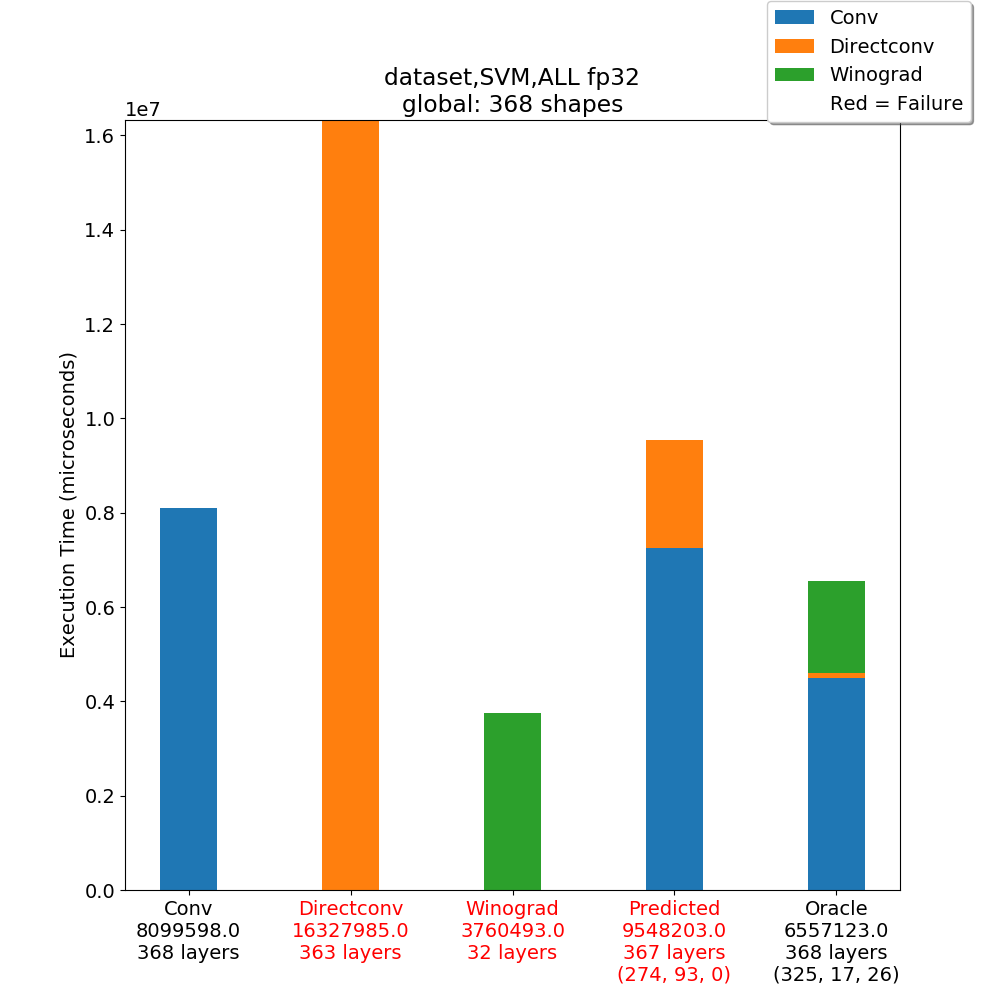 Conv
Directconv
Winograd
Red = Failure
dataset,SVM,ALL fp32
global: 368 shapes
1e7
1.6
1.4
1.2
1.0
0.8
0.6
0.4
0.2
0.0
Execution Time (microseconds)
Conv
8099598.0
368 layers
Directconv
16327985.0
363 layers
Winograd
3760493.0
32 layers
Predicted
9548203.0
367 layers
(274, 93, 0)
Oracle
6557123.0
368 layers
(325, 17, 26)